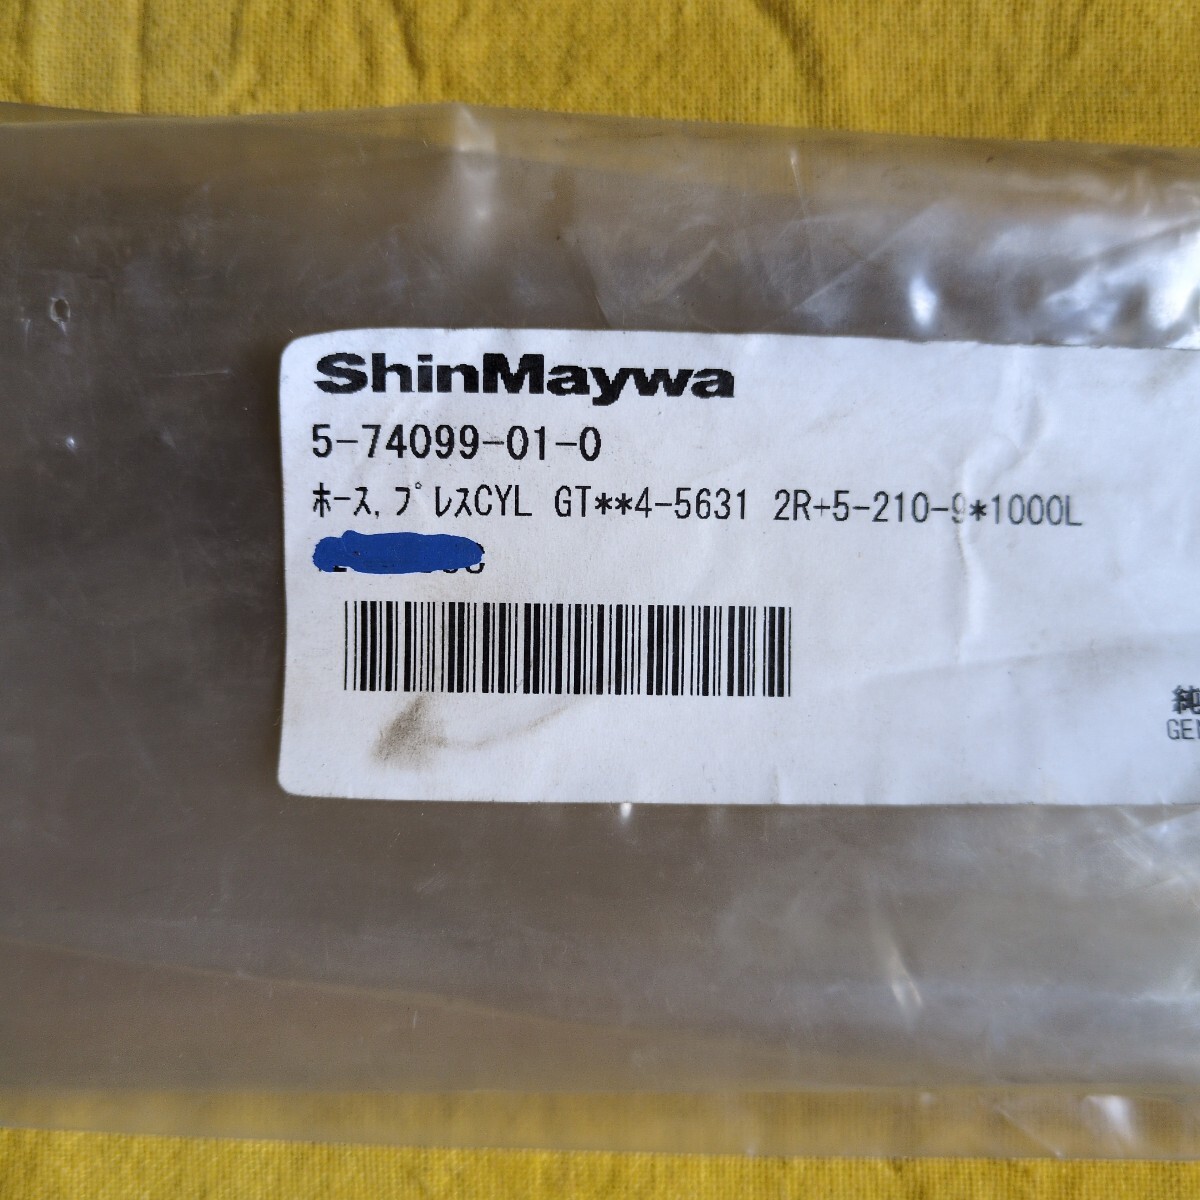 ShinMaywa
5-74099-01-0
ﾎｰｽ,ﾌﾟﾚｽCYL GT**4-5631 2R+5-210-9*1000L
純